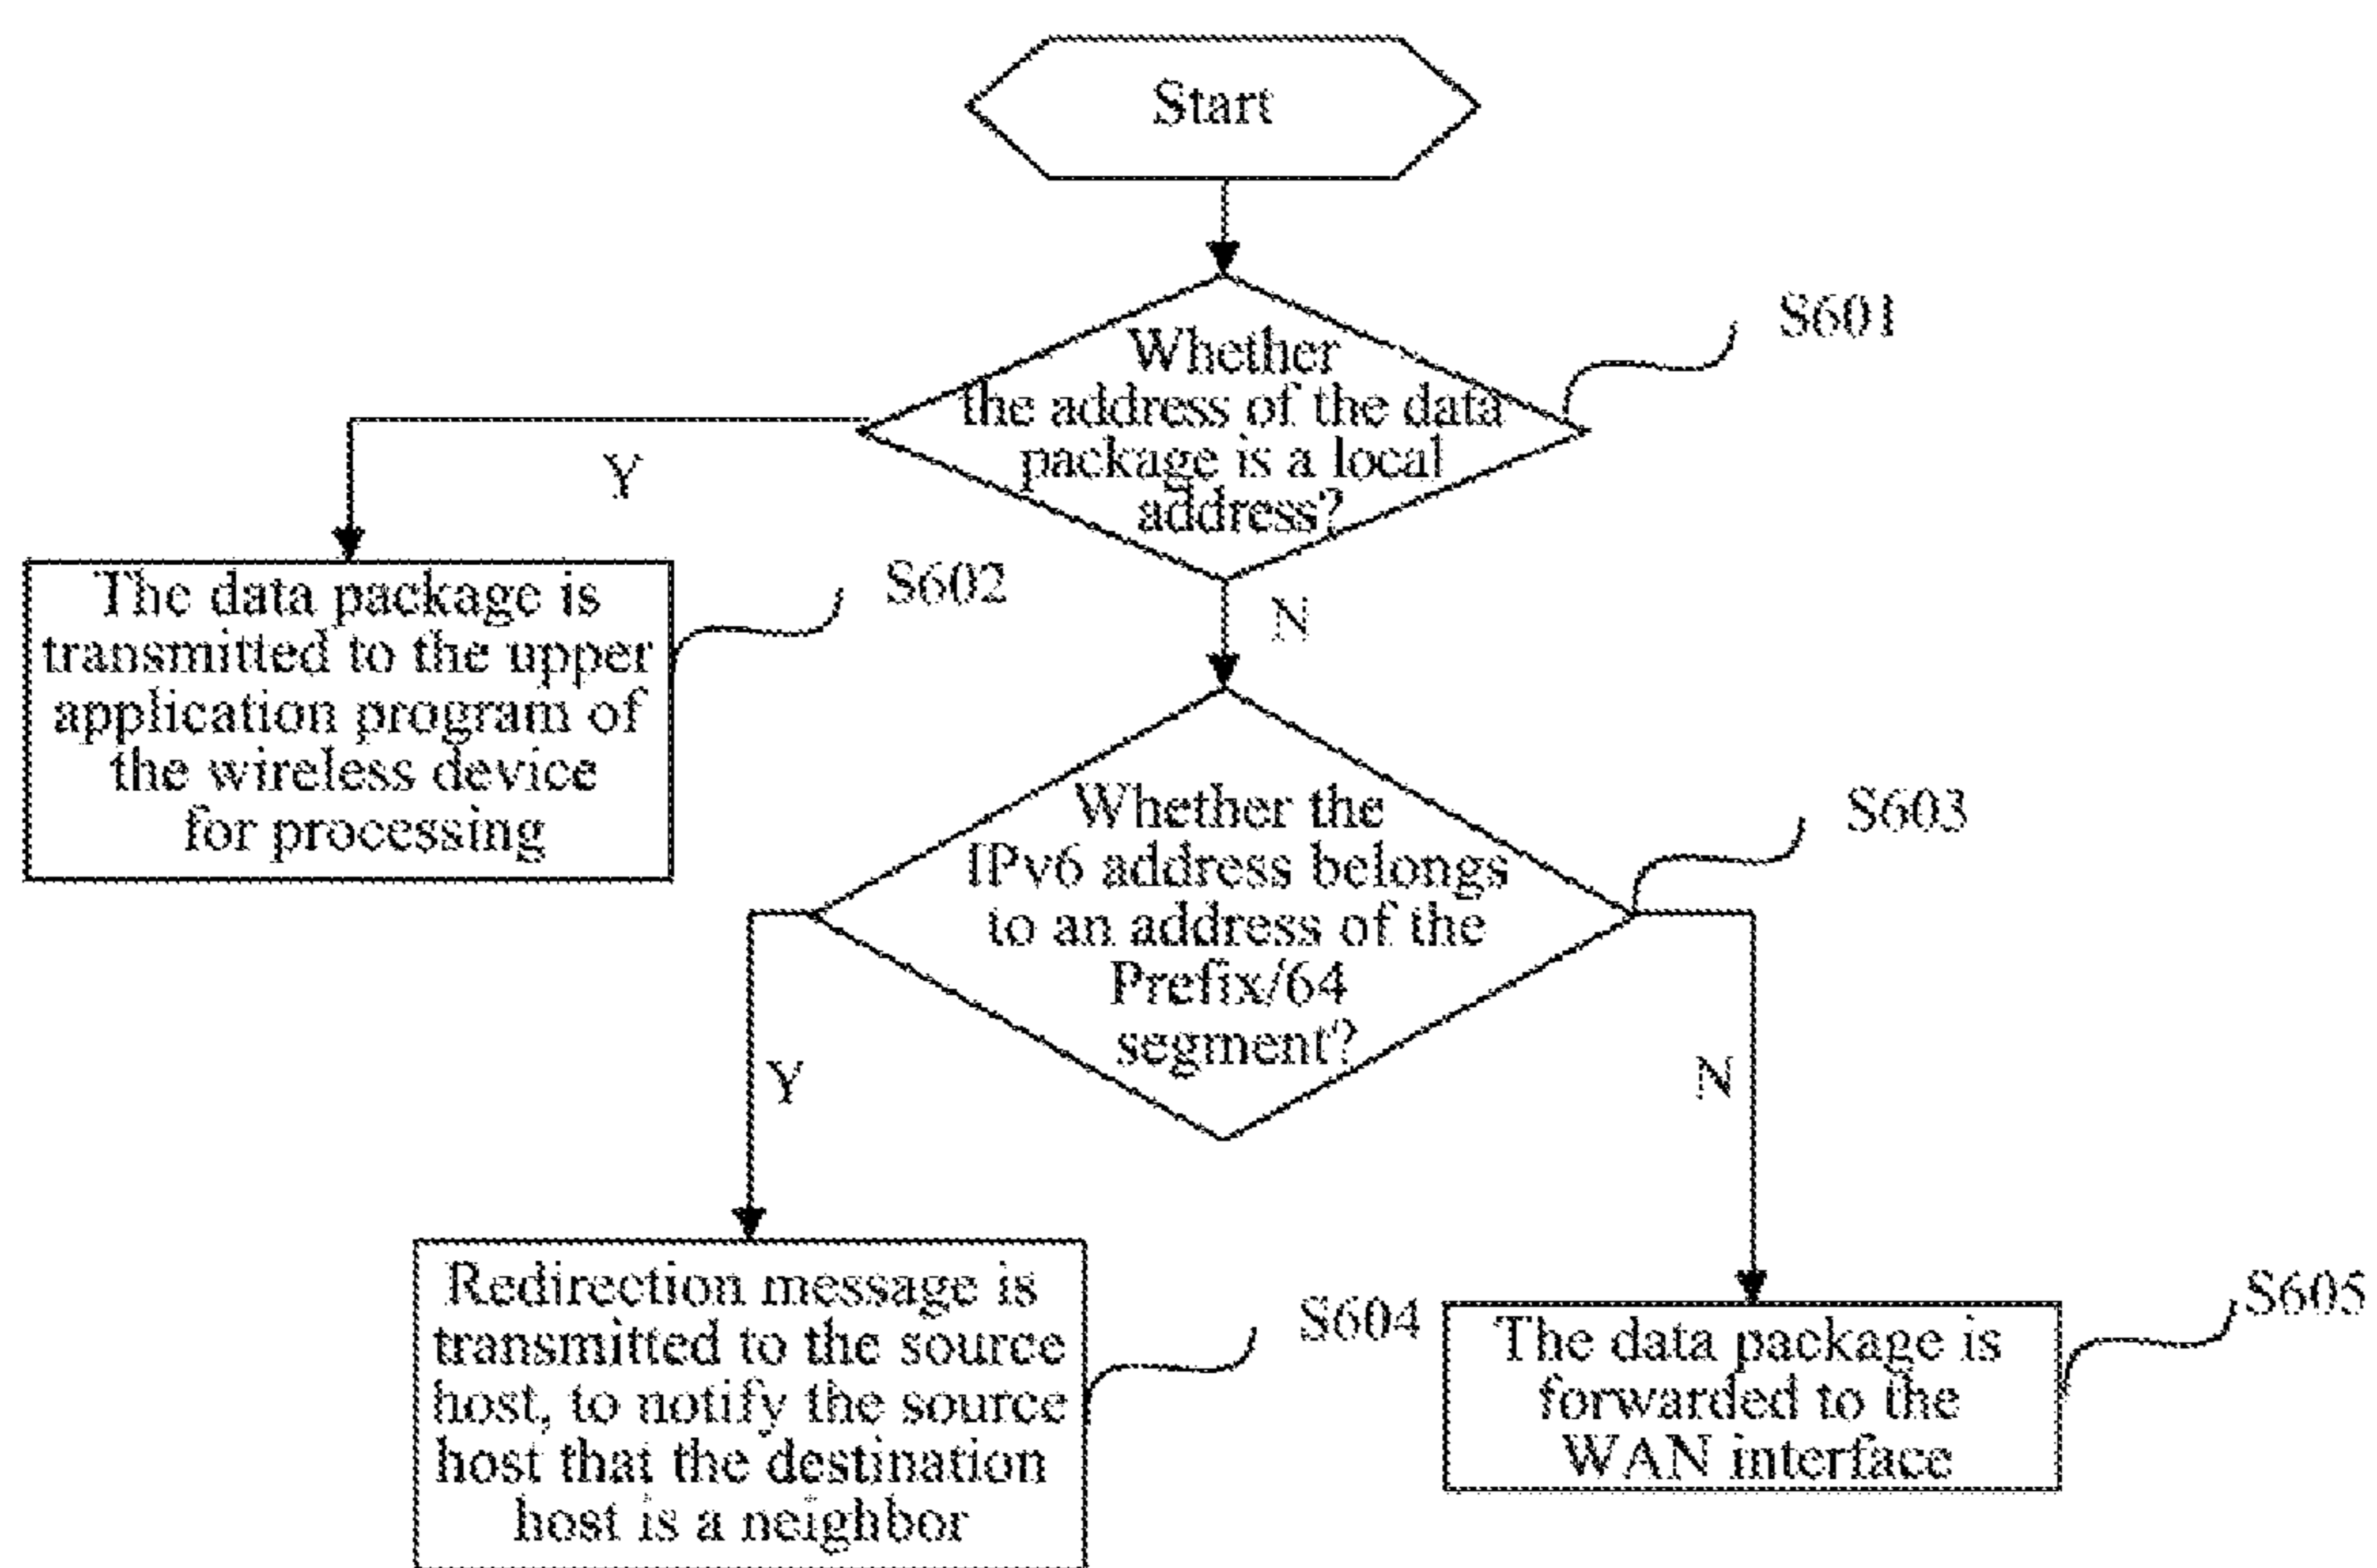 Start
Whether
the address of the data
package is a local
address?
S601
Y
N
The data package is
transmitted to the upper
application program of
the wireless device
for processing
S602
Whether the
IPv6 address belongs
to an address of the
Prefix/64
segment?
S603
Y
N
Redirection message is
transmitted to the source
host, to notify the source
host that the destination
host is a neighbor
S604
The data package is
forwarded to the
WAN interface
S605